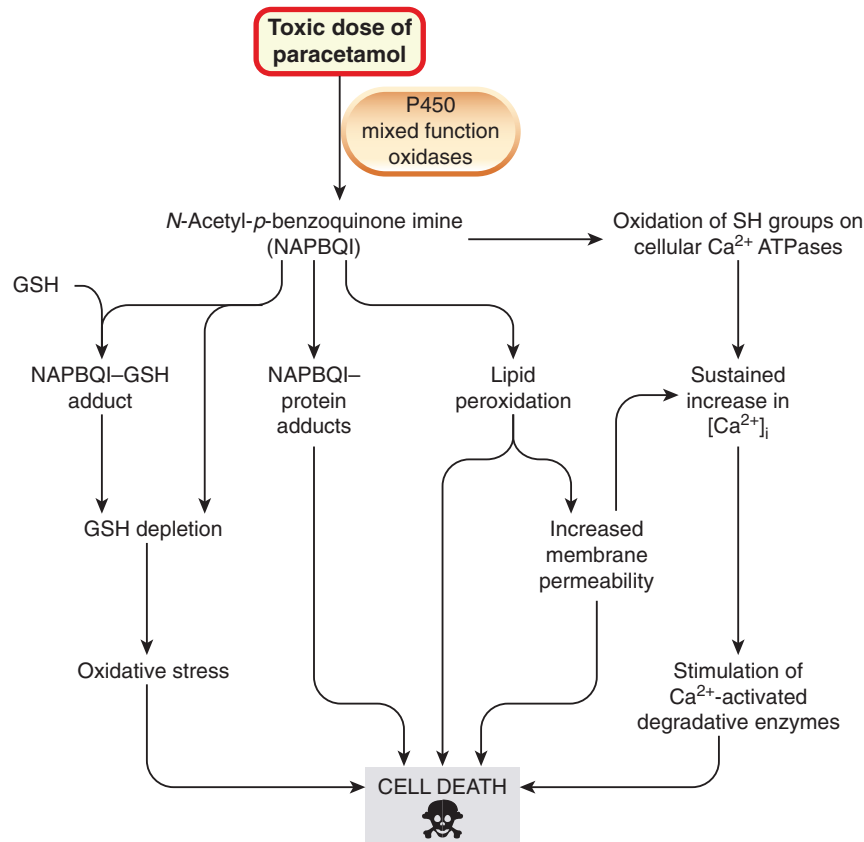 Toxic dose of
paracetamol
P450
mixed function
oxidases
N-Acetyl-p-benzoquinone imine
(NAPBQI)
Oxidation of SH groups on
cellular Ca²⁺ ATPases
GSH
NAPBQI–GSH
adduct
NAPBQI–
protein
adducts
Lipid
peroxidation
Sustained
increase in
[Ca²⁺]ᵢ
GSH depletion
Increased
membrane
permeability
Oxidative stress
Stimulation of
Ca²⁺-activated
degradative enzymes
CELL DEATH